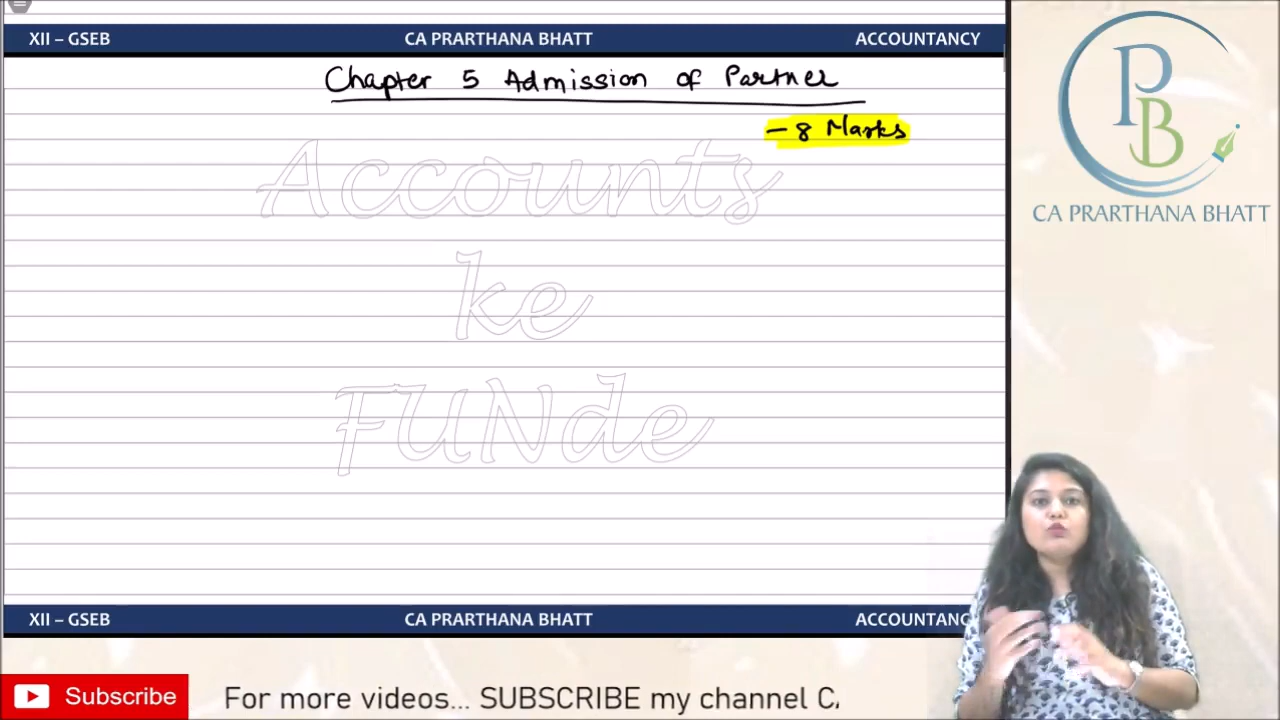 XII – GSEB CA PRARTHANA BHATT ACCOUNTANCY
Chapter 5 Admission of Partner
– 8 Marks
Accounts
ke
FUNde
PB
CA PRARTHANA BHATT
XII – GSEB CA PRARTHANA BHATT ACCOUNTANC
Subscribe
For more videos... SUBSCRIBE my channel C